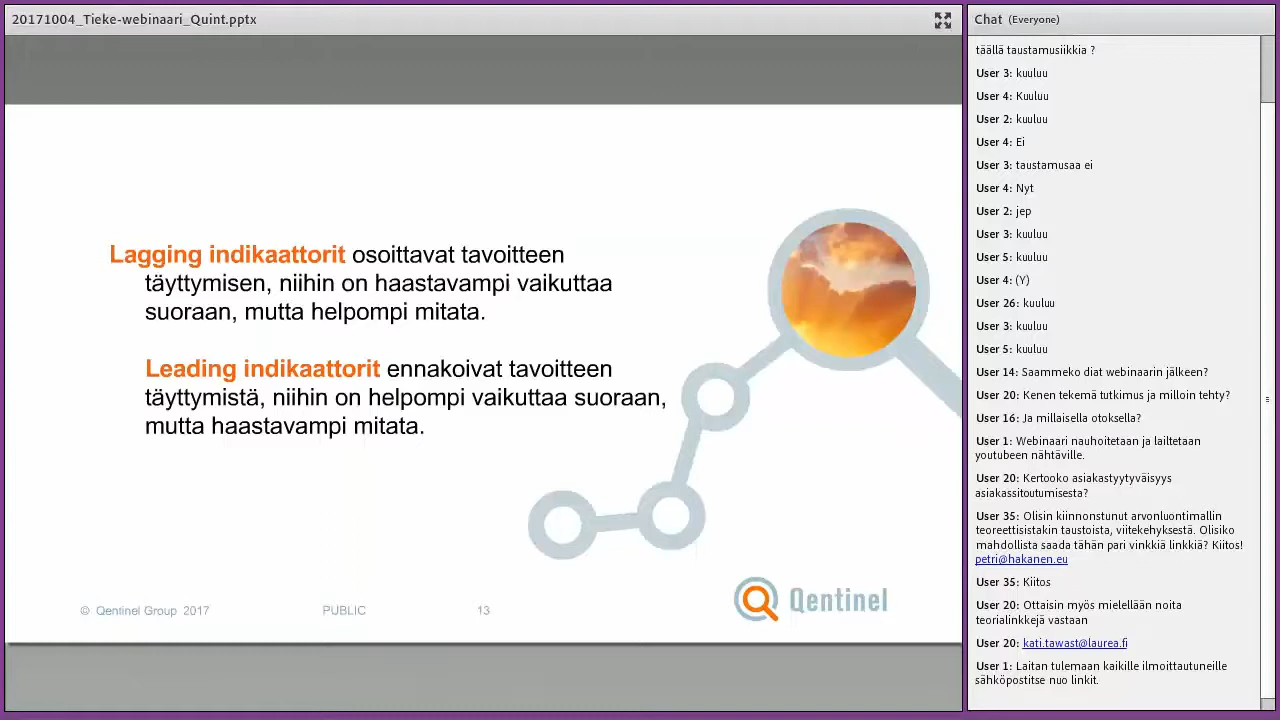 20171004_Tieke-webinaari_Quint.pptx
Lagging indikaattorit osoittavat tavoitteen
täyttymisen, niihin on haastavampi vaikuttaa
suoraan, mutta helpompi mitata.
Leading indikaattorit ennakoivat tavoitteen
täyttymistä, niihin on helpompi vaikuttaa suoraan,
mutta haastavampi mitata.
© Qentinel Group 2017
PUBLIC
13
Qentinel
Chat (Everyone)
täällä taustamusiikkia ?
User 3: kuuluu
User 4: Kuuluu
User 2: kuuluu
User 4: Ei
User 3: taustamusaa ei
User 4: Nyt
User 2: jep
User 3: kuuluu
User 5: kuuluu
User 4: (Y)
User 26: kuuluu
User 3: kuuluu
User 5: kuuluu
User 14: Saammeko diat webinaarin jälkeen?
User 20: Kenen tekemä tutkimus ja milloin tehty?
User 16: Ja millaisella otoksella?
User 1: Webinaari nauhoitetaan ja lailtetaan
youtubeen nähtäville.
User 20: Kertooko asiakastyytyväisyys
asiakassitoutumisesta?
User 35: Olisin kiinnonstunut arvonluontimallin
teoreettisistakin taustoista, viitekehyksestä. Olisiko
mahdollista saada tähän pari vinkkiä linkkiä? Kiitos!
petri@hakanen.eu
User 35: Kiitos
User 20: Ottaisin myös mielellään noita
teorialinkkejä vastaan
User 20: kati.tawast@laurea.fi
User 1: Laitan tulemaan kaikille ilmoittautuneille
sähköpostitse nuo linkit.